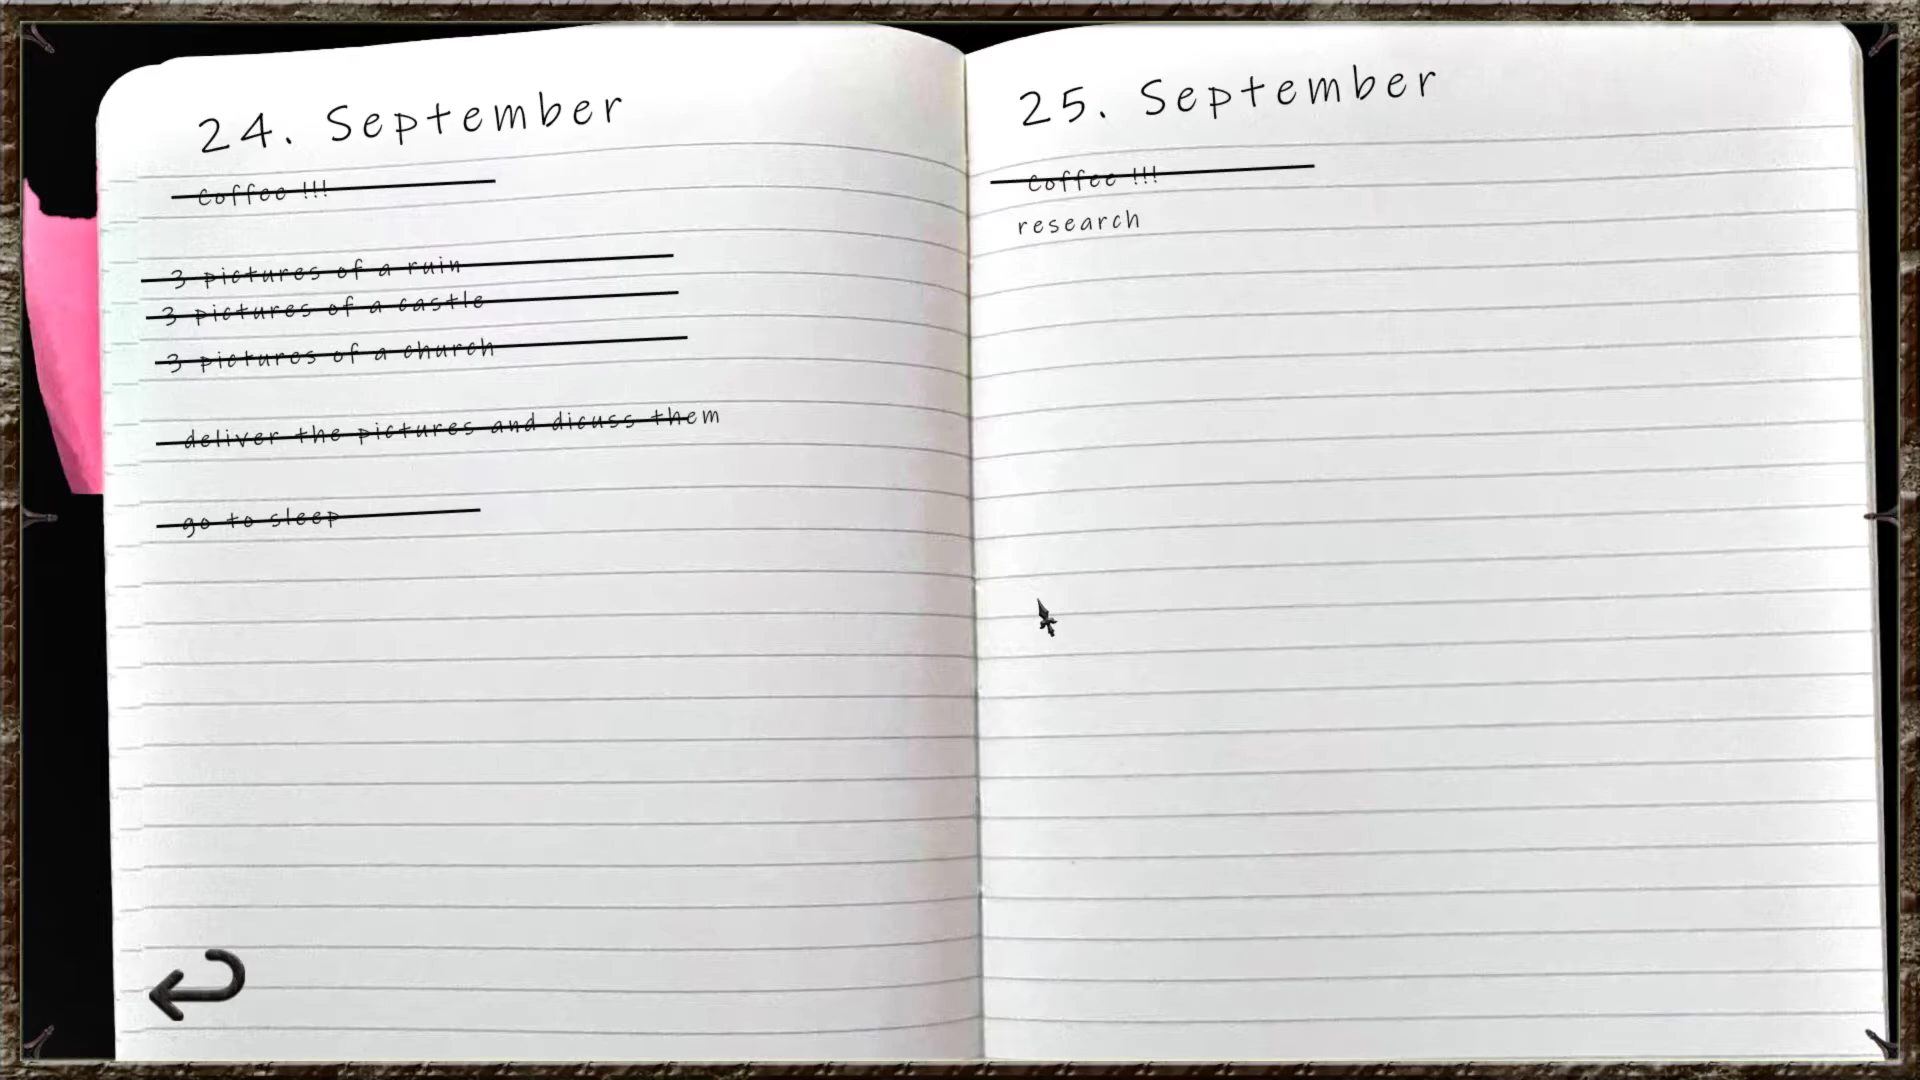 24. September
Coffee !!!
3 pictures of a ruin
3 pictures of a castle
3 pictures of a church
deliver the pictures and dicuss them
go to sleep
25. September
Coffee !!!
research